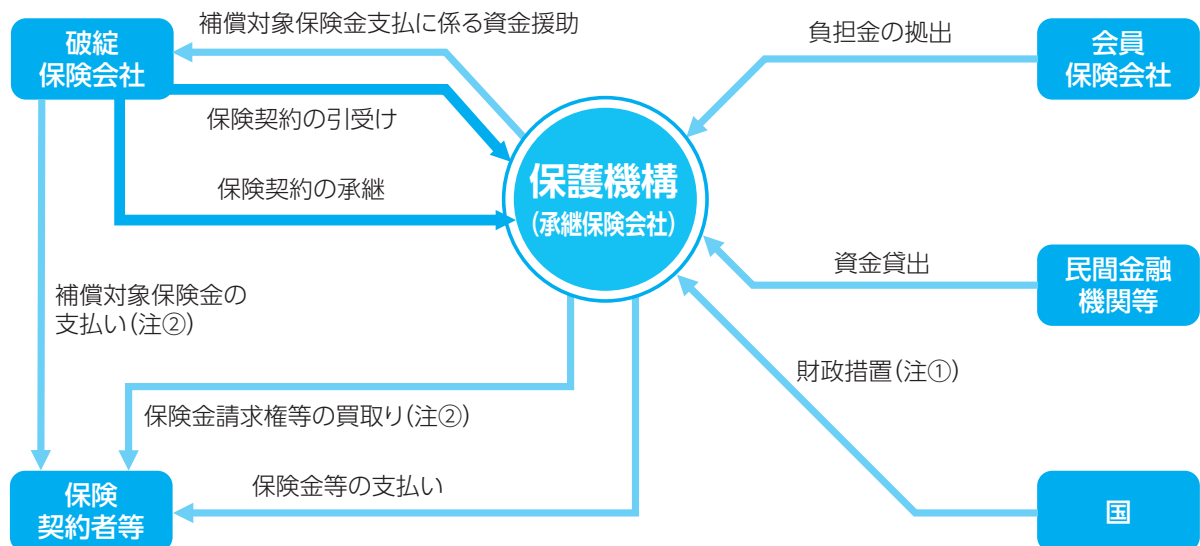 補償対象保険金支払に係る資金援助
破綻
保険会社
負担金の拠出
会員
保険会社
保険契約の引受け
保険契約の承継
保護機構
(承継保険会社)
資金貸出
民間金融
機関等
補償対象保険金の
支払い(注②)
財政措置(注①)
保険金請求権等の買取り(注②)
保険金等の支払い
保険
契約者等
国